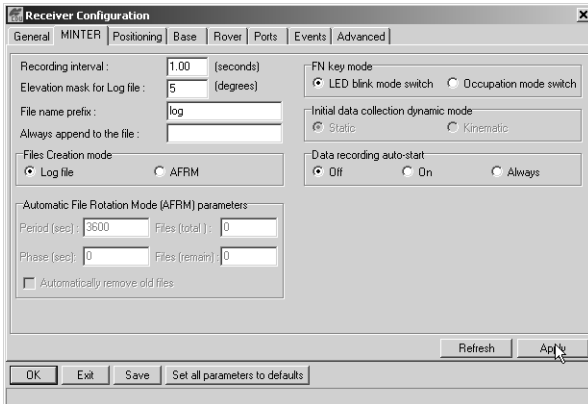 Receiver Configuration
General MINTER Positioning Base Rover Ports Events Advanced
Recording interval : 1.00 (seconds)
Elevation mask for Log file : 5 (degrees)
File name prefix : log
Always append to the file :
Files Creation mode
Log file AFRM
Automatic File Rotation Mode (AFRM) parameters
Period (sec) : 3600 Files (total ) : 0
Phase (sec): 0 Files (remain) : 0
Automatically remove old files
FN key mode
LED blink mode switch Occupation mode switch
Initial data collection dynamic mode
Static Kinematic
Data recording auto-start
Off On Always
Refresh Apply
OK Exit Save Set all parameters to defaults